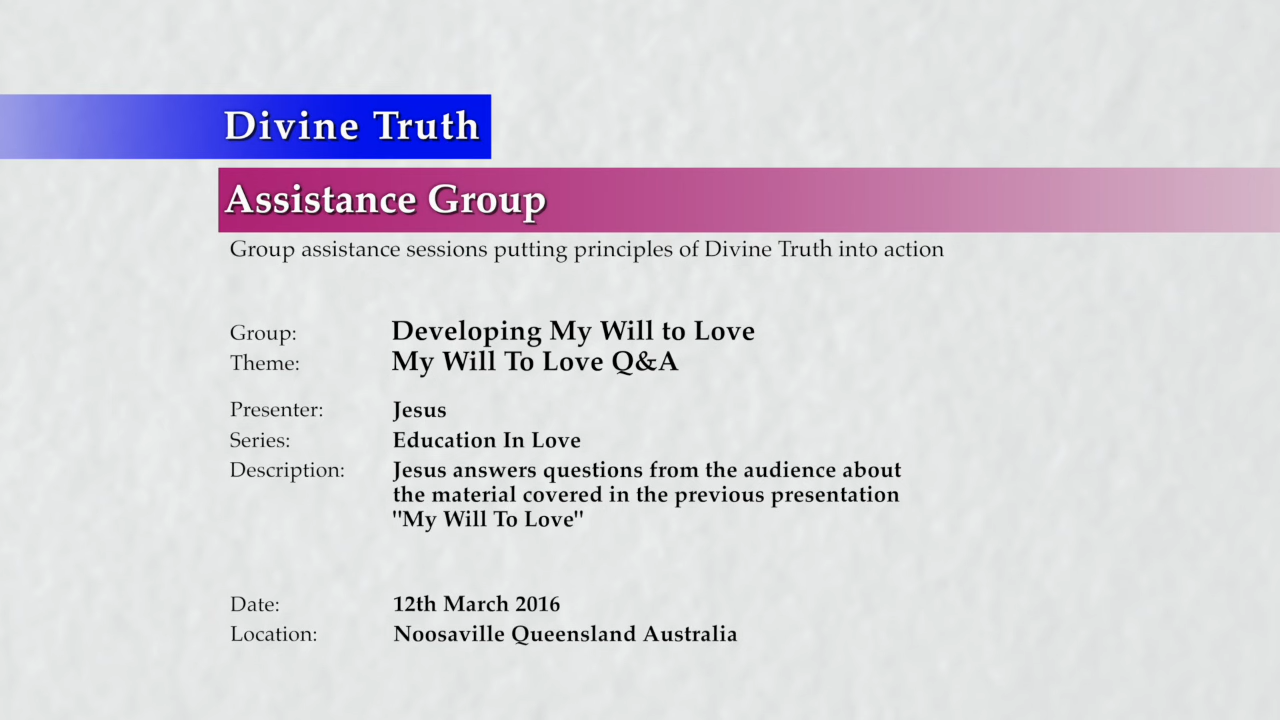 Divine Truth
Assistance Group
Group assistance sessions putting principles of Divine Truth into action
Group: Developing My Will to Love
Theme: My Will To Love Q&A
Presenter: Jesus
Series: Education In Love
Description: Jesus answers questions from the audience about
the material covered in the previous presentation
"My Will To Love"
Date: 12th March 2016
Location: Noosaville Queensland Australia